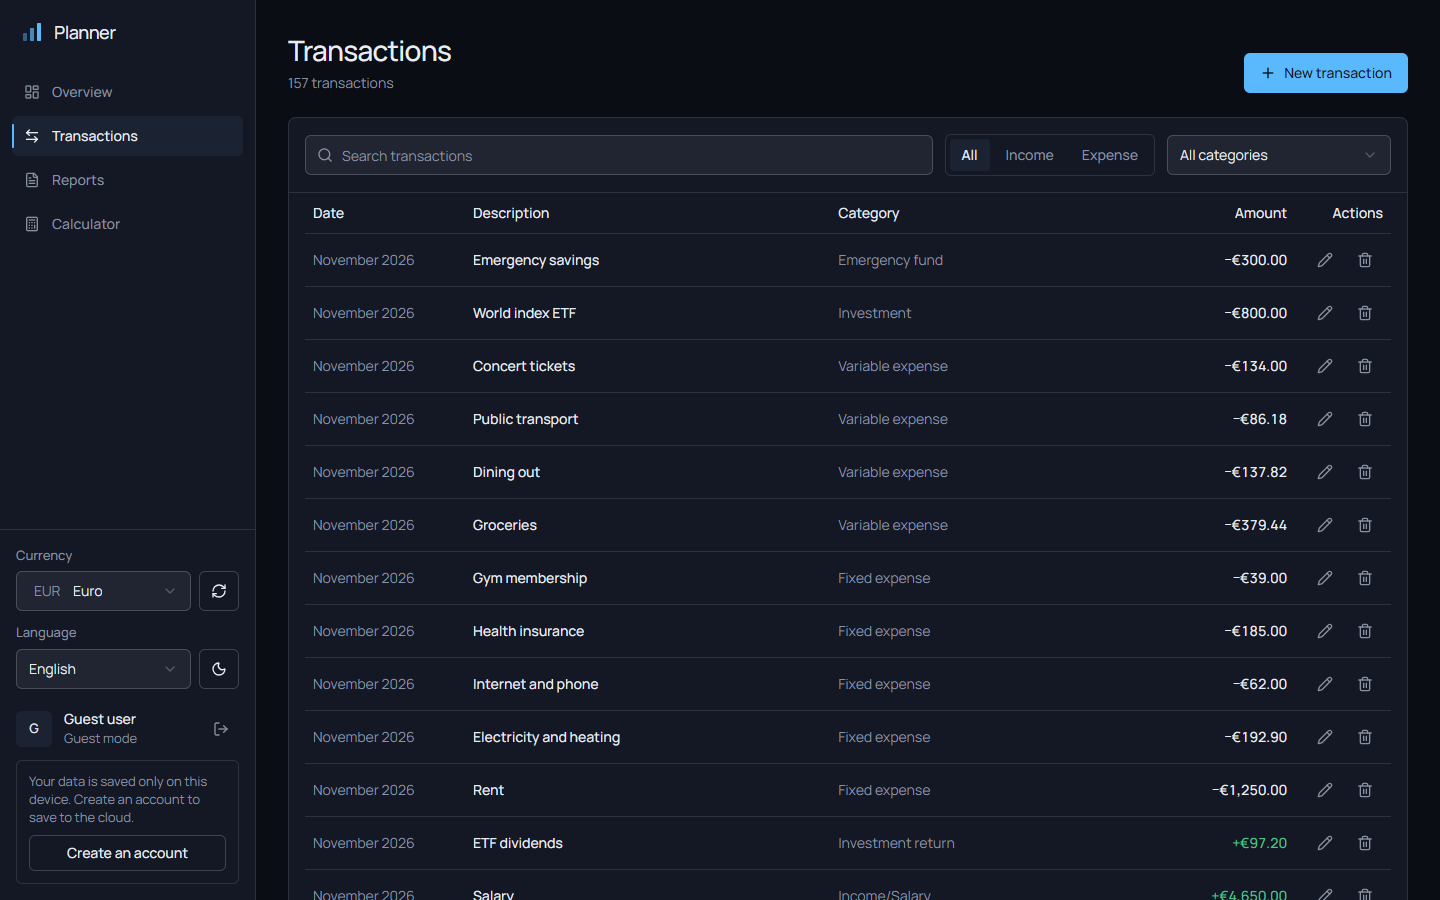 Planner
Overview
Transactions
Reports
Calculator
Currency
EUR Euro
Language
English
G
Guest user
Guest mode
Your data is saved only on this
device. Create an account to
save to the cloud.
Create an account
Transactions
157 transactions
New transaction
Search transactions
All Income Expense
All categories
Date Description Category Amount Actions
November 2026 Emergency savings Emergency fund −€300.00
November 2026 World index ETF Investment −€800.00
November 2026 Concert tickets Variable expense −€134.00
November 2026 Public transport Variable expense −€86.18
November 2026 Dining out Variable expense −€137.82
November 2026 Groceries Variable expense −€379.44
November 2026 Gym membership Fixed expense −€39.00
November 2026 Health insurance Fixed expense −€185.00
November 2026 Internet and phone Fixed expense −€62.00
November 2026 Electricity and heating Fixed expense −€192.90
November 2026 Rent Fixed expense −€1,250.00
November 2026 ETF dividends Investment return +€97.20
November 2026 Salary Income/Salary +€4,650.00